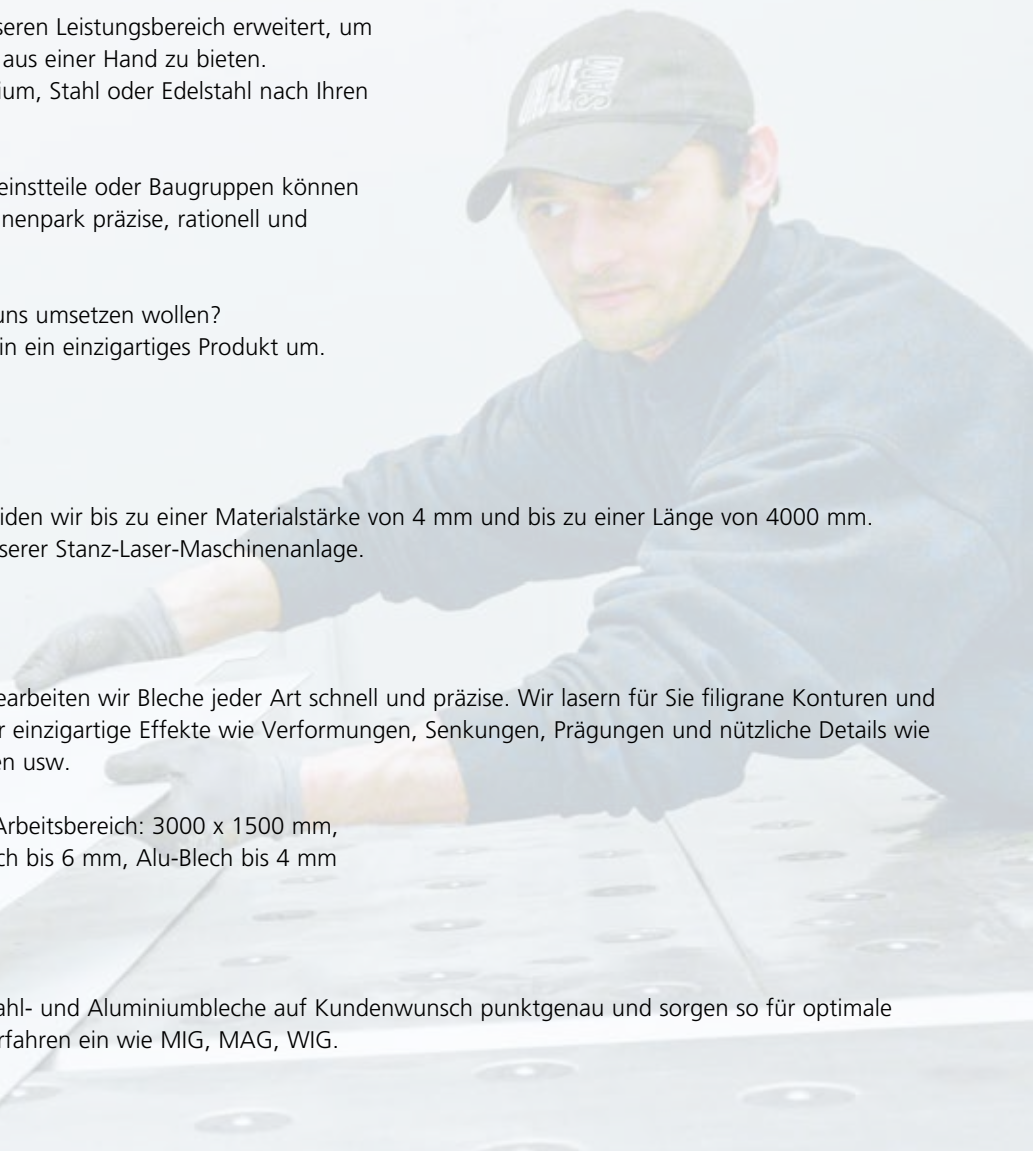 UNCLE
SAM
seren Leistungsbereich erweitert, um
aus einer Hand zu bieten.
ium, Stahl oder Edelstahl nach Ihren
einstteile oder Baugruppen können
nenpark präzise, rationell und
uns umsetzen wollen?
in ein einzigartiges Produkt um.
iden wir bis zu einer Materialstärke von 4 mm und bis zu einer Länge von 4000 mm.
serer Stanz-Laser-Maschinenanlage.
earbeiten wir Bleche jeder Art schnell und präzise. Wir lasern für Sie filigrane Konturen und
r einzigartige Effekte wie Verformungen, Senkungen, Prägungen und nützliche Details wie
en usw.
Arbeitsbereich: 3000 x 1500 mm,
ch bis 6 mm, Alu-Blech bis 4 mm
ahl- und Aluminiumbleche auf Kundenwunsch punktgenau und sorgen so für optimale
rfahren ein wie MIG, MAG, WIG.